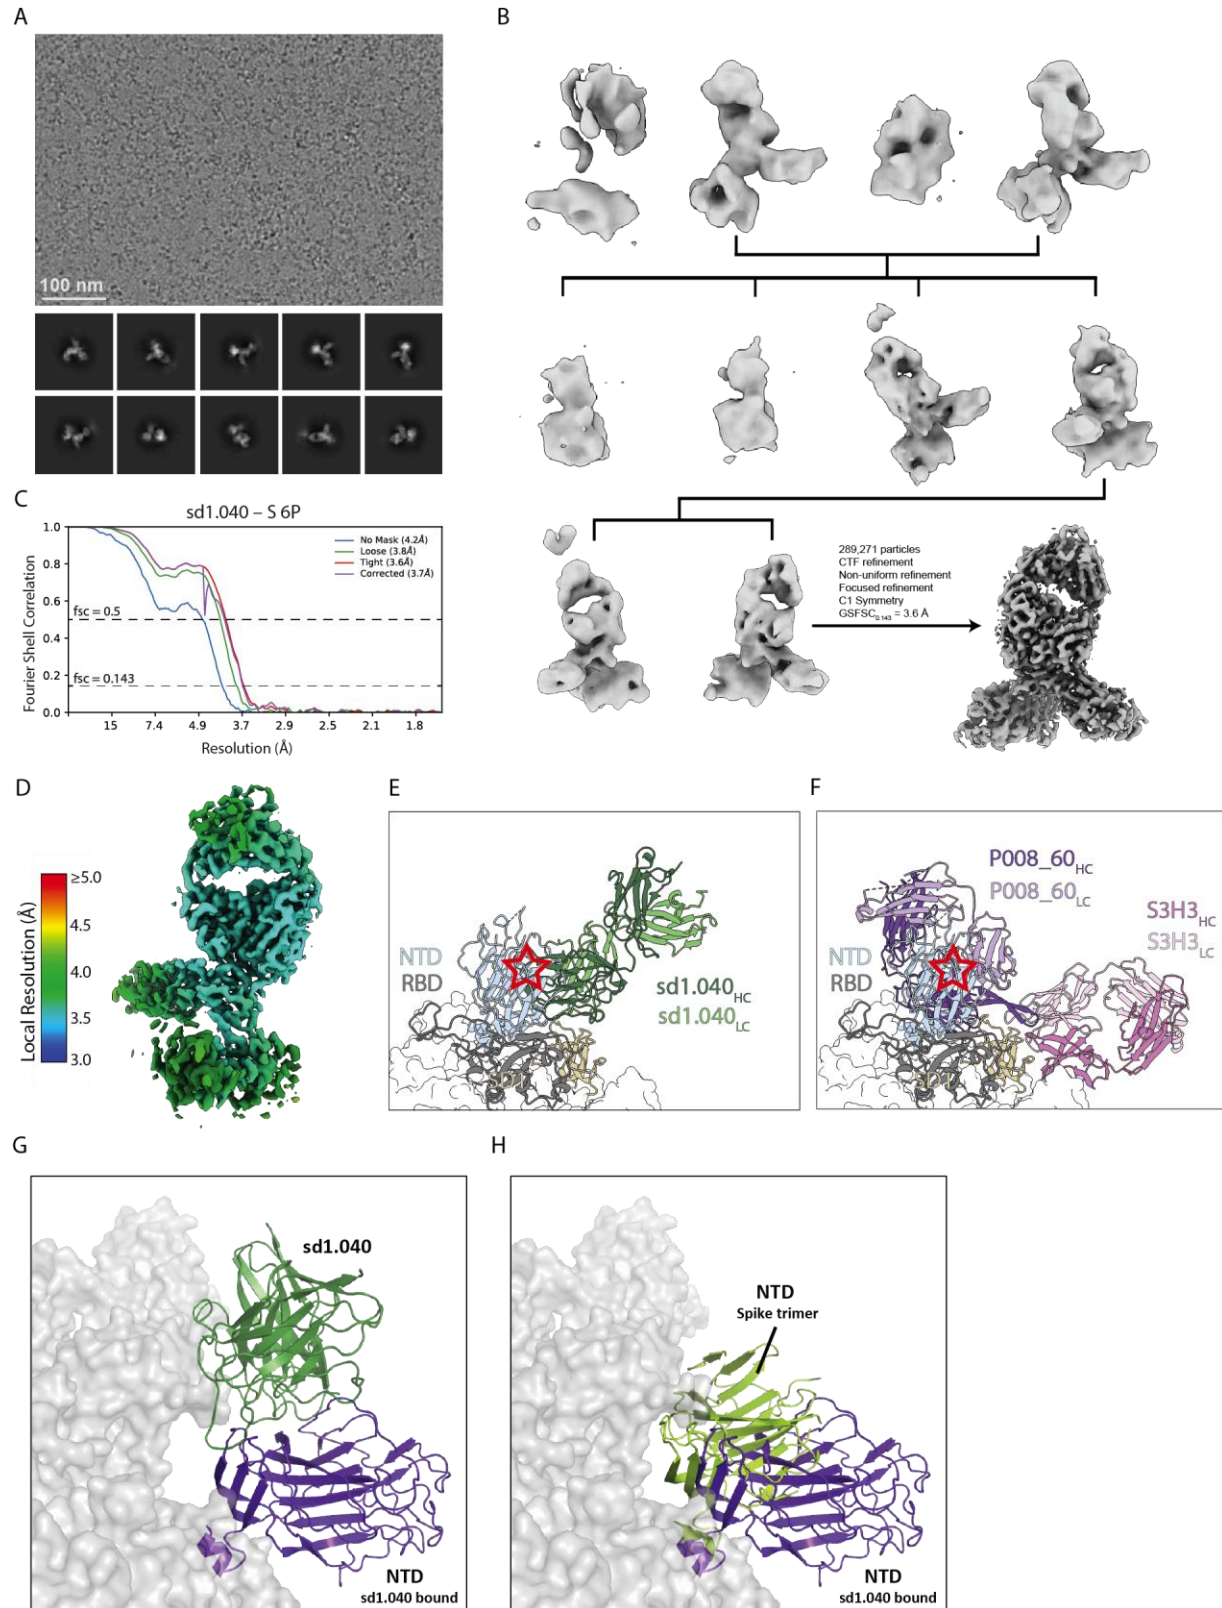 A
B
100 nm
C
sd1.040 – S 6P
Fourier Shell Correlation
1.0
0.8
0.6
0.4
0.2
0.0
No Mask (4.2Å)
Loose (3.8Å)
Tight (3.6Å)
Corrected (3.7Å)
fsc = 0.5
fsc = 0.143
15
7.4
4.9
3.7
2.9
2.5
2.1
1.8
Resolution (Å)
289,271 particles
CTF refinement
Non-uniform refinement
Focused refinement
C1 Symmetry
GSFSC0.143 = 3.6 Å
D
Local Resolution (Å)
≥5.0
4.5
4.0
3.5
3.0
E
NTD
RBD
SD1
sd1.040HC
sd1.040LC
F
P008_60HC
P008_60LC
S3H3HC
S3H3LC
NTD
RBD
SD1
G
sd1.040
NTD
sd1.040 bound
H
NTD
Spike trimer
NTD
sd1.040 bound